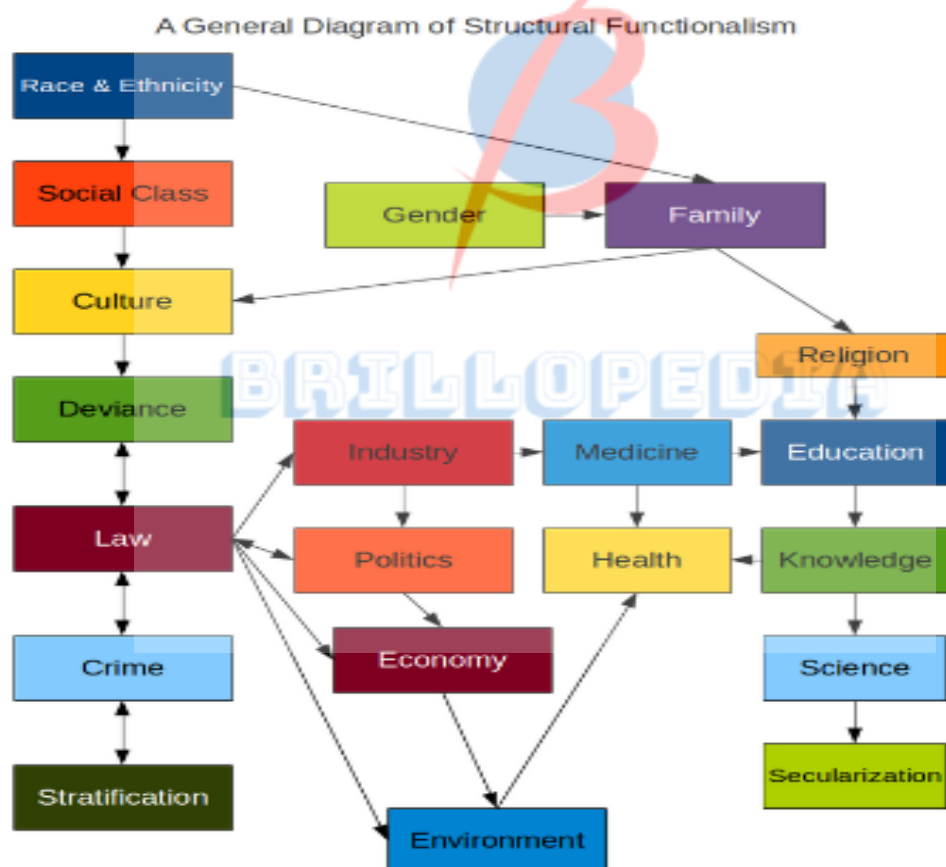 A General Diagram of Structural Functionalism
Race & Ethnicity
Social Class
Gender
Family
Culture
Religion
BRILLOPEDIA
Deviance
Industry
Medicine
Education
Law
Politics
Health
Knowledge
Crime
Economy
Science
Stratification
Secularization
Environment